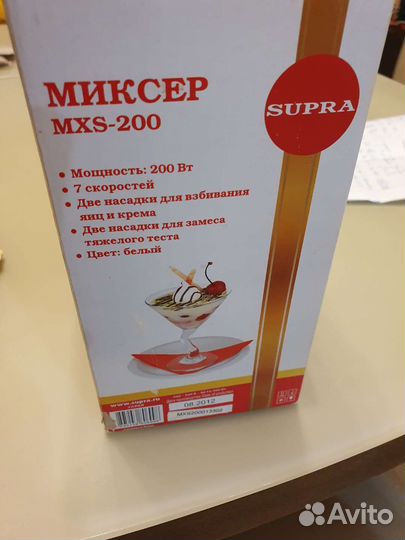 МИКСЕР
MXS-200
SUPRA
• Мощность: 200 Вт
• 7 скоростей
• Две насадки для взбивания
яиц и крема
• Две насадки для замеса
тяжелого теста
• Цвет: белый
www.supra.ru
08.2012
Avito